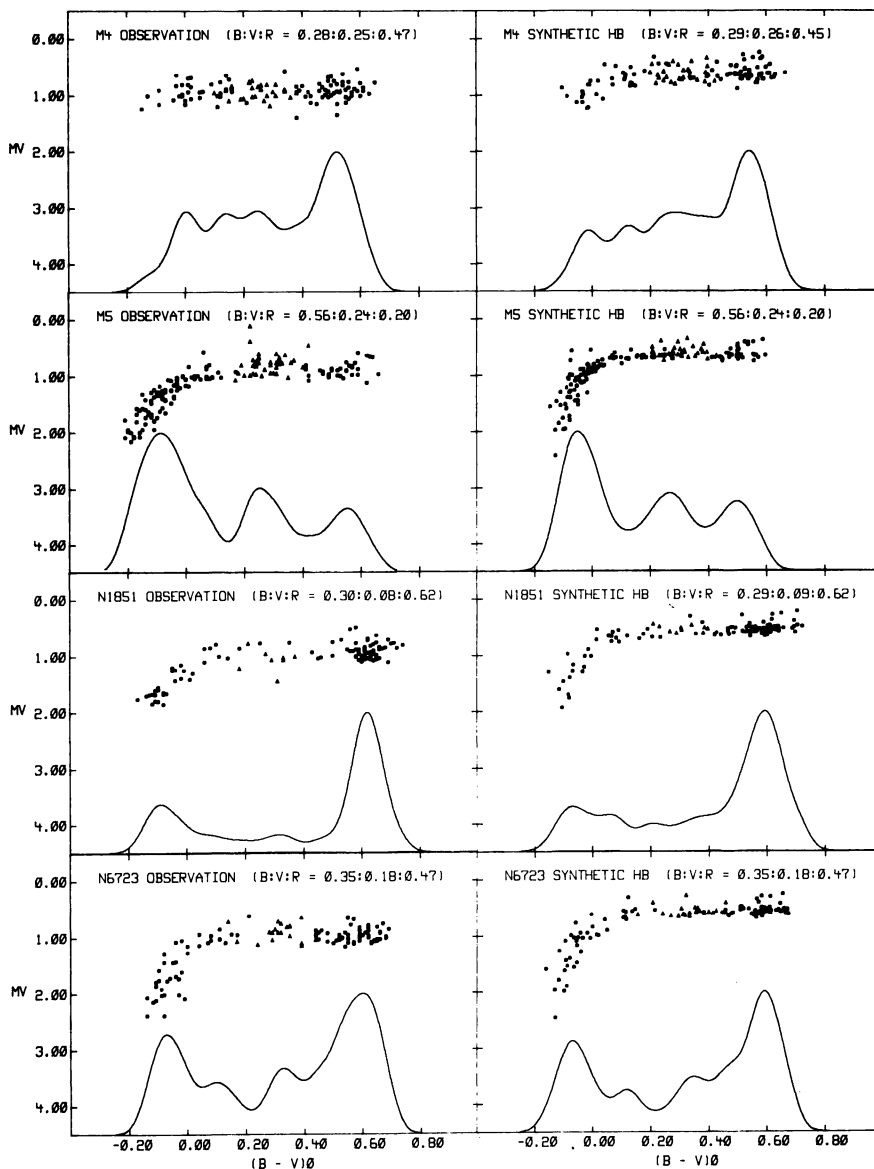 M4 OBSERVATION (B:V:R = 0.28:0.25:0.47)
M4 SYNTHETIC HB (B:V:R = 0.29:0.26:0.45)
0.00
1.00
MV 2.00
3.00
4.00
M5 OBSERVATION (B:V:R = 0.56:0.24:0.20)
M5 SYNTHETIC HB (B:V:R = 0.56:0.24:0.20)
0.00
1.00
MV 2.00
3.00
4.00
N1851 OBSERVATION (B:V:R = 0.30:0.08:0.62)
N1851 SYNTHETIC HB (B:V:R = 0.29:0.09:0.62)
0.00
1.00
MV 2.00
3.00
4.00
N6723 OBSERVATION (B:V:R = 0.35:0.18:0.47)
N6723 SYNTHETIC HB (B:V:R = 0.35:0.18:0.47)
0.00
1.00
MV 2.00
3.00
4.00
-0.20 0.00 0.20 0.40 0.60 0.80
-0.20 0.00 0.20 0.40 0.60 0.80
(B - V)0
(B - V)0